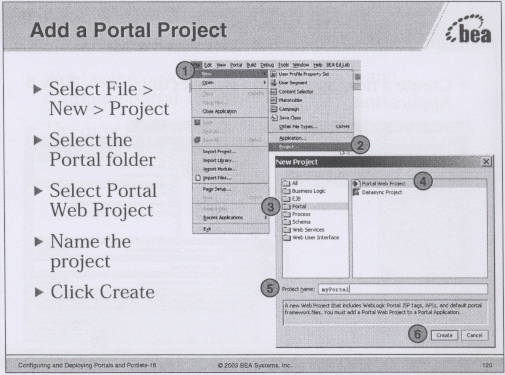 Add a Portal Project
bea
▶ Select File >
New > Project
▶ Select the
Portal folder
▶ Select Portal
Web Project
▶ Name the
project
▶ Click Create
File Edit View Portal Build Debug Tools Window Help BEA Ed Lab
1
New
Open
Close
Close Application
Save
Save As...
Save All
Import Project...
Import Library...
Import Module...
Import Files...
Page Setup...
Recent Applications
Exit
User Profile Property Set
User Segment
Content Selector
Placeholder
Campaign
Java Class
Other File Types... Ctrl+N
Application...
Project...
2
New Project
X
3
All
Business Logic
EJB
Portal
Process
Schema
Web Services
Web User Interface
Portal Web Project
4
Datasync Project
5
Project name: myPortal
A new Web Project that includes WebLogic Portal JSP tags, APIs, and default portal
framework files. You must add a Portal Web Project to a Portal Application.
6
Create Cancel
Configuring and Deploying Portals and Portlets-18 © 2003 BEA Systems, Inc. 120